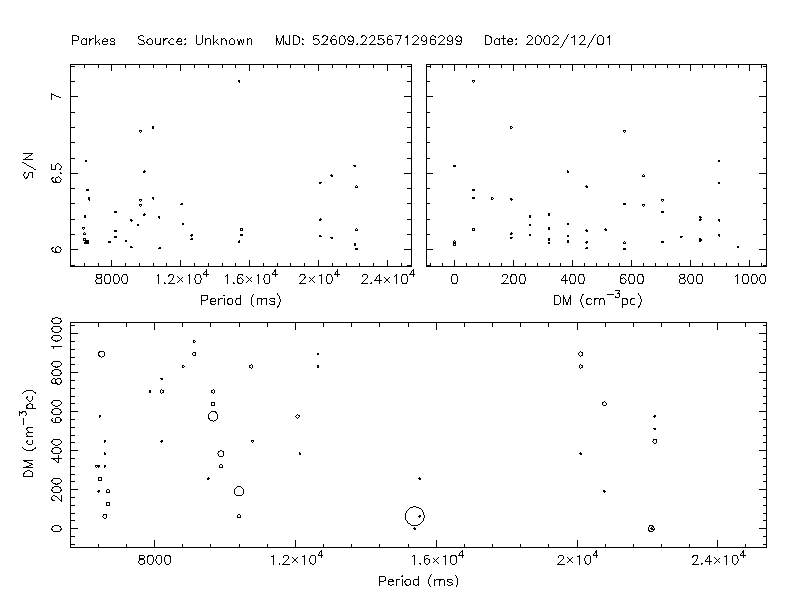 Parkes Source: Unknown MJD: 52609.225671296299 Date: 2002/12/01
S/N
7
6.5
6
8000 1.2×10⁴ 1.6×10⁴ 2×10⁴ 2.4×10⁴
Period (ms)
0 200 400 600 800 1000
DM (cm⁻³pc)
DM (cm⁻³pc)
1000
800
600
400
200
0
8000 1.2×10⁴ 1.6×10⁴ 2×10⁴ 2.4×10⁴
Period (ms)